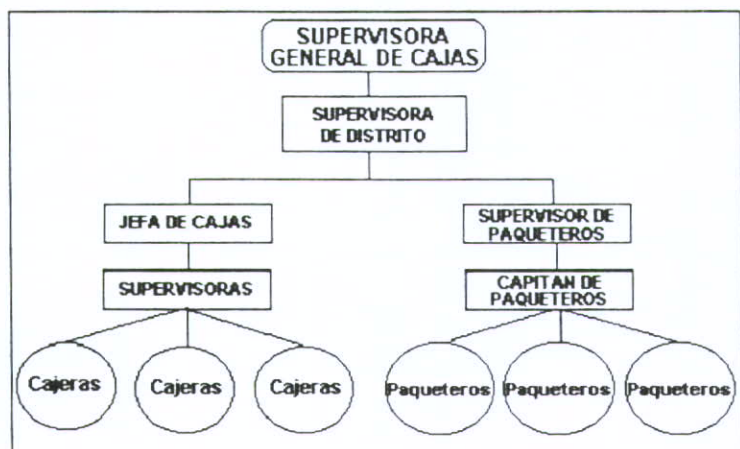 SUPERVISORA
GENERAL DE CAJAS
SUPERVISORA
DE DISTRITO
JEFA DE CAJAS
SUPERVISOR DE
PAQUETEROS
SUPERVISORAS
CAPITAN DE
PAQUETEROS
Cajeras
Cajeras
Cajeras
Paqueteros
Paqueteros
Paqueteros